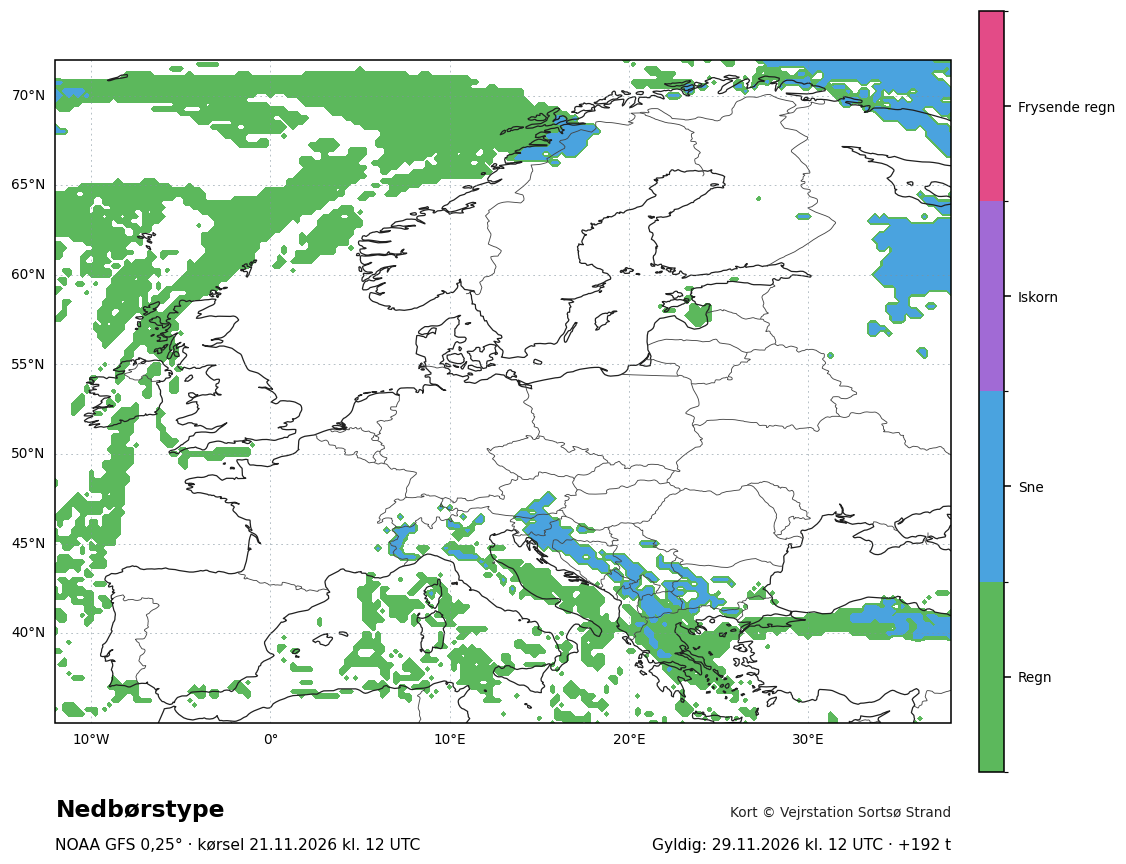 70°N
65°N
60°N
55°N
50°N
45°N
40°N
10°W
0°
10°E
20°E
30°E
Frysende regn
Iskorn
Sne
Regn
Nedbørstype
Kort © Vejrstation Sortsø Strand
NOAA GFS 0,25° · kørsel 21.11.2026 kl. 12 UTC
Gyldig: 29.11.2026 kl. 12 UTC · +192 t